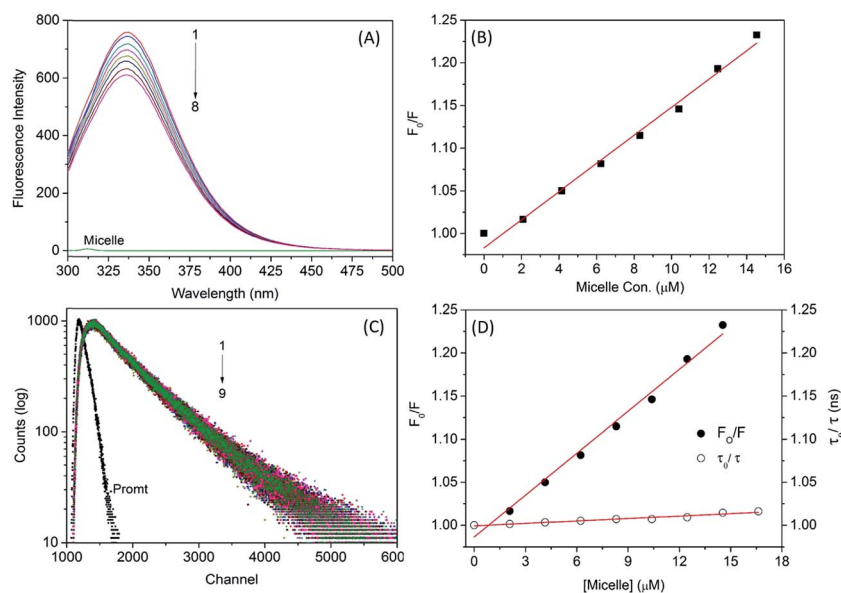 (A)
800
700
600
500
400
300
200
100
0
Fluorescence Intensity
1
8
Micelle
300 325 350 375 400 425 450 475 500
Wavelength (nm)
(B)
1.25
1.20
1.15
1.10
1.05
1.00
F₀/F
0 2 4 6 8 10 12 14 16
Micelle Con. (μM)
(C)
1000
100
10
Counts (log)
1
9
Promt
1000 2000 3000 4000 5000 600
Channel
(D)
1.25
1.20
1.15
1.10
1.05
1.00
F₀/F
F₀/F
τ₀/τ
1.25
1.20
1.15
1.10
1.05
1.00
τ₀/τ (ns)
0 3 6 9 12 15 18
[Micelle] (μM)